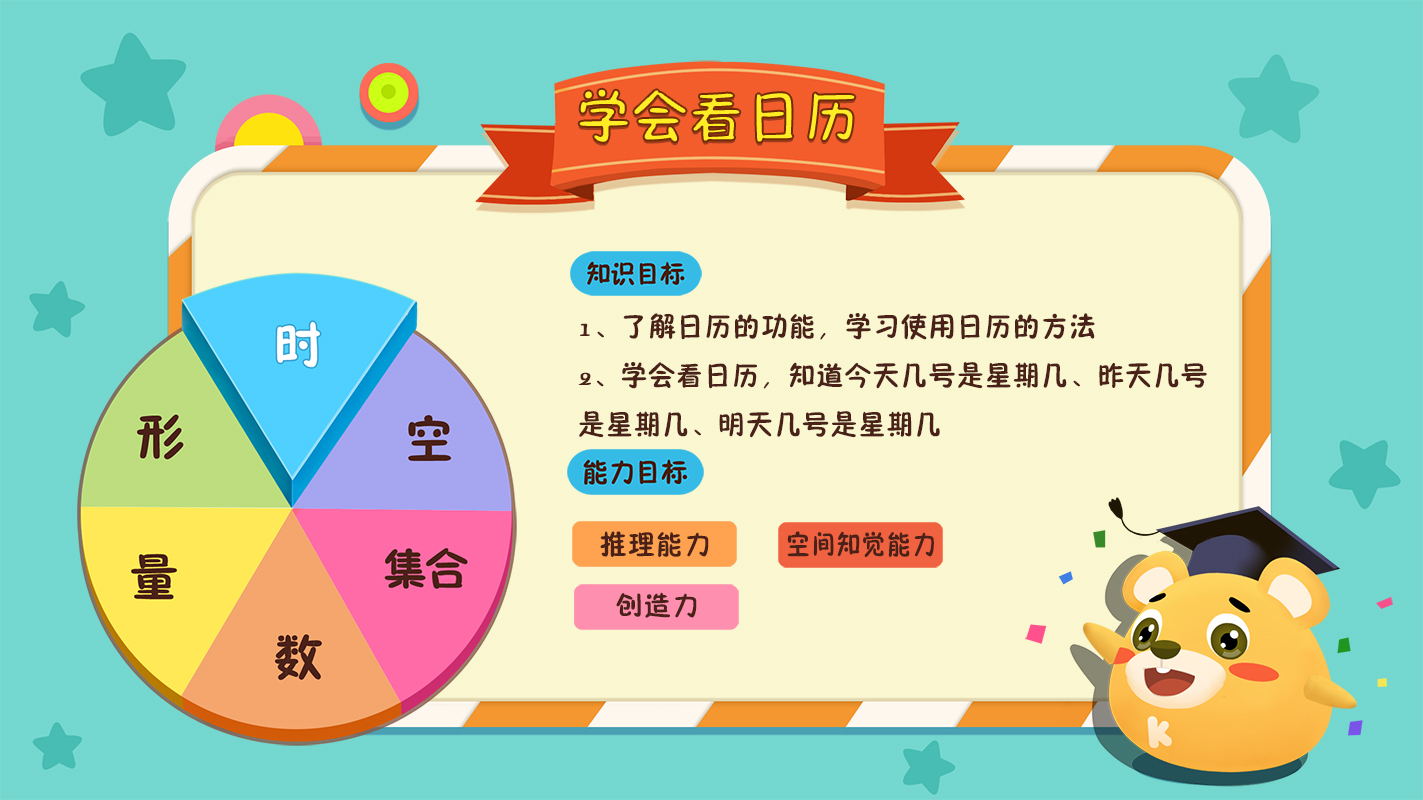 学会看日历
知识目标
1、了解日历的功能，学习使用日历的方法
2、学会看日历，知道今天几号是星期几、昨天几号
是星期几、明天几号是星期几
能力目标
推理能力
空间知觉能力
创造力
时
形
空
量
集合
数
K